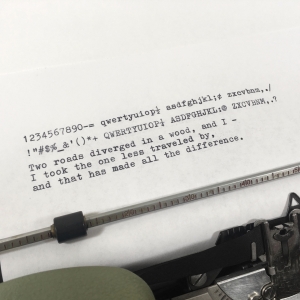 1234567890-= qwertyuiop½ asdfghjkl;¢ zxcvbnm,./
!"#$%_&'()"+ QWERTYUIOP¼ ASDFGHJKL:@ ZXCVBNM,.?
Two roads diverged in a wood, and I -
I took the one less traveled by,
and that has made all the difference.